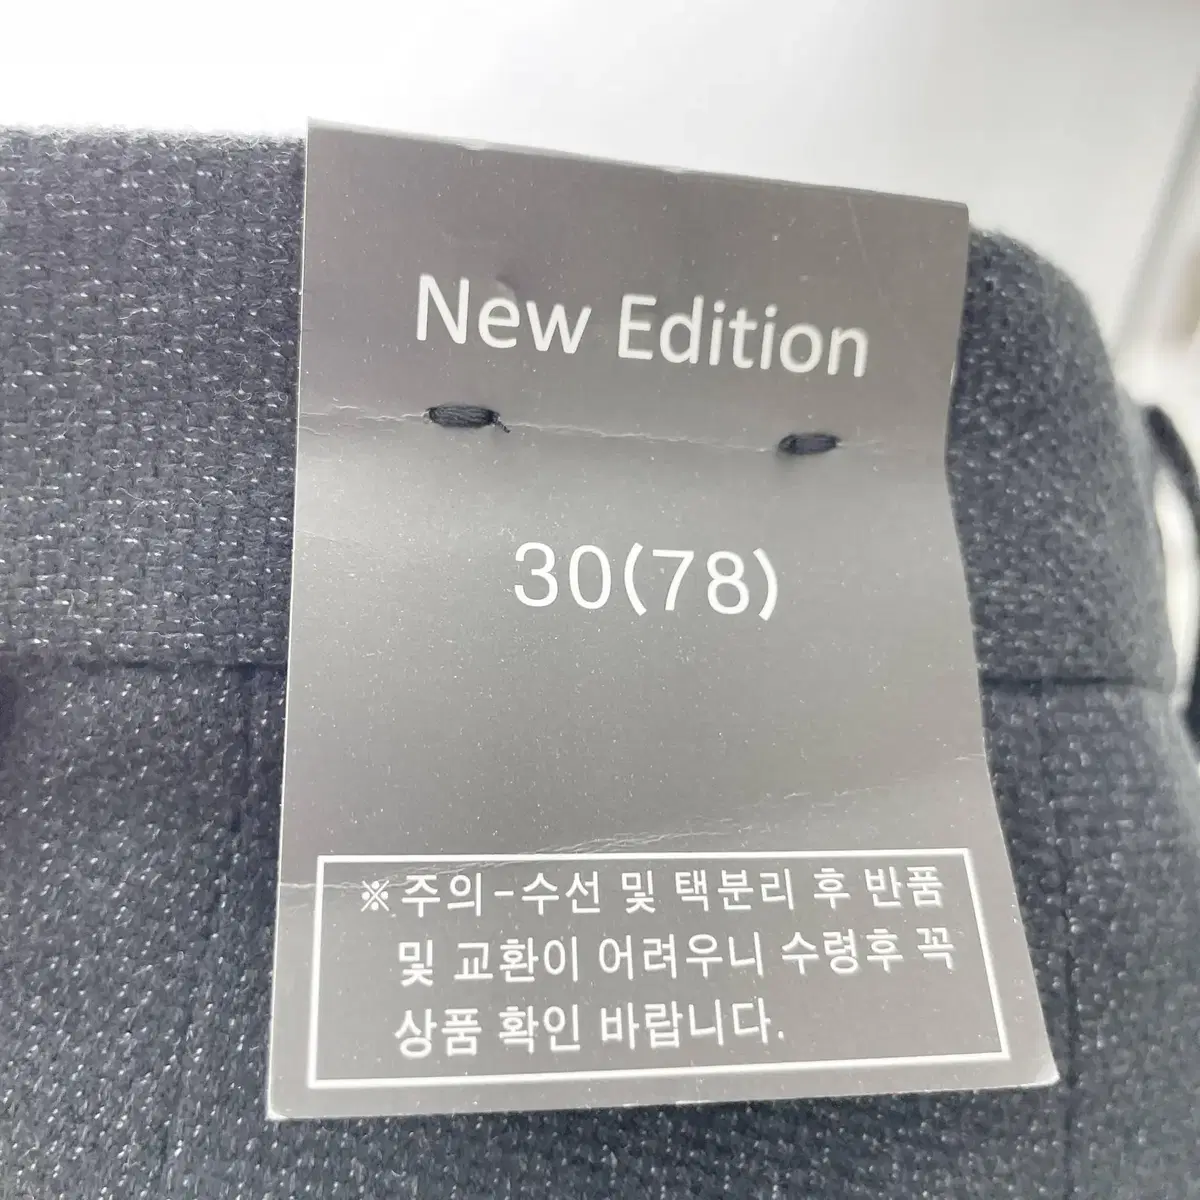 New Edition
30(78)
※주의-수선 및 택분리 후 반품
및 교환이 어려우니 수령후 꼭
상품 확인 바랍니다.